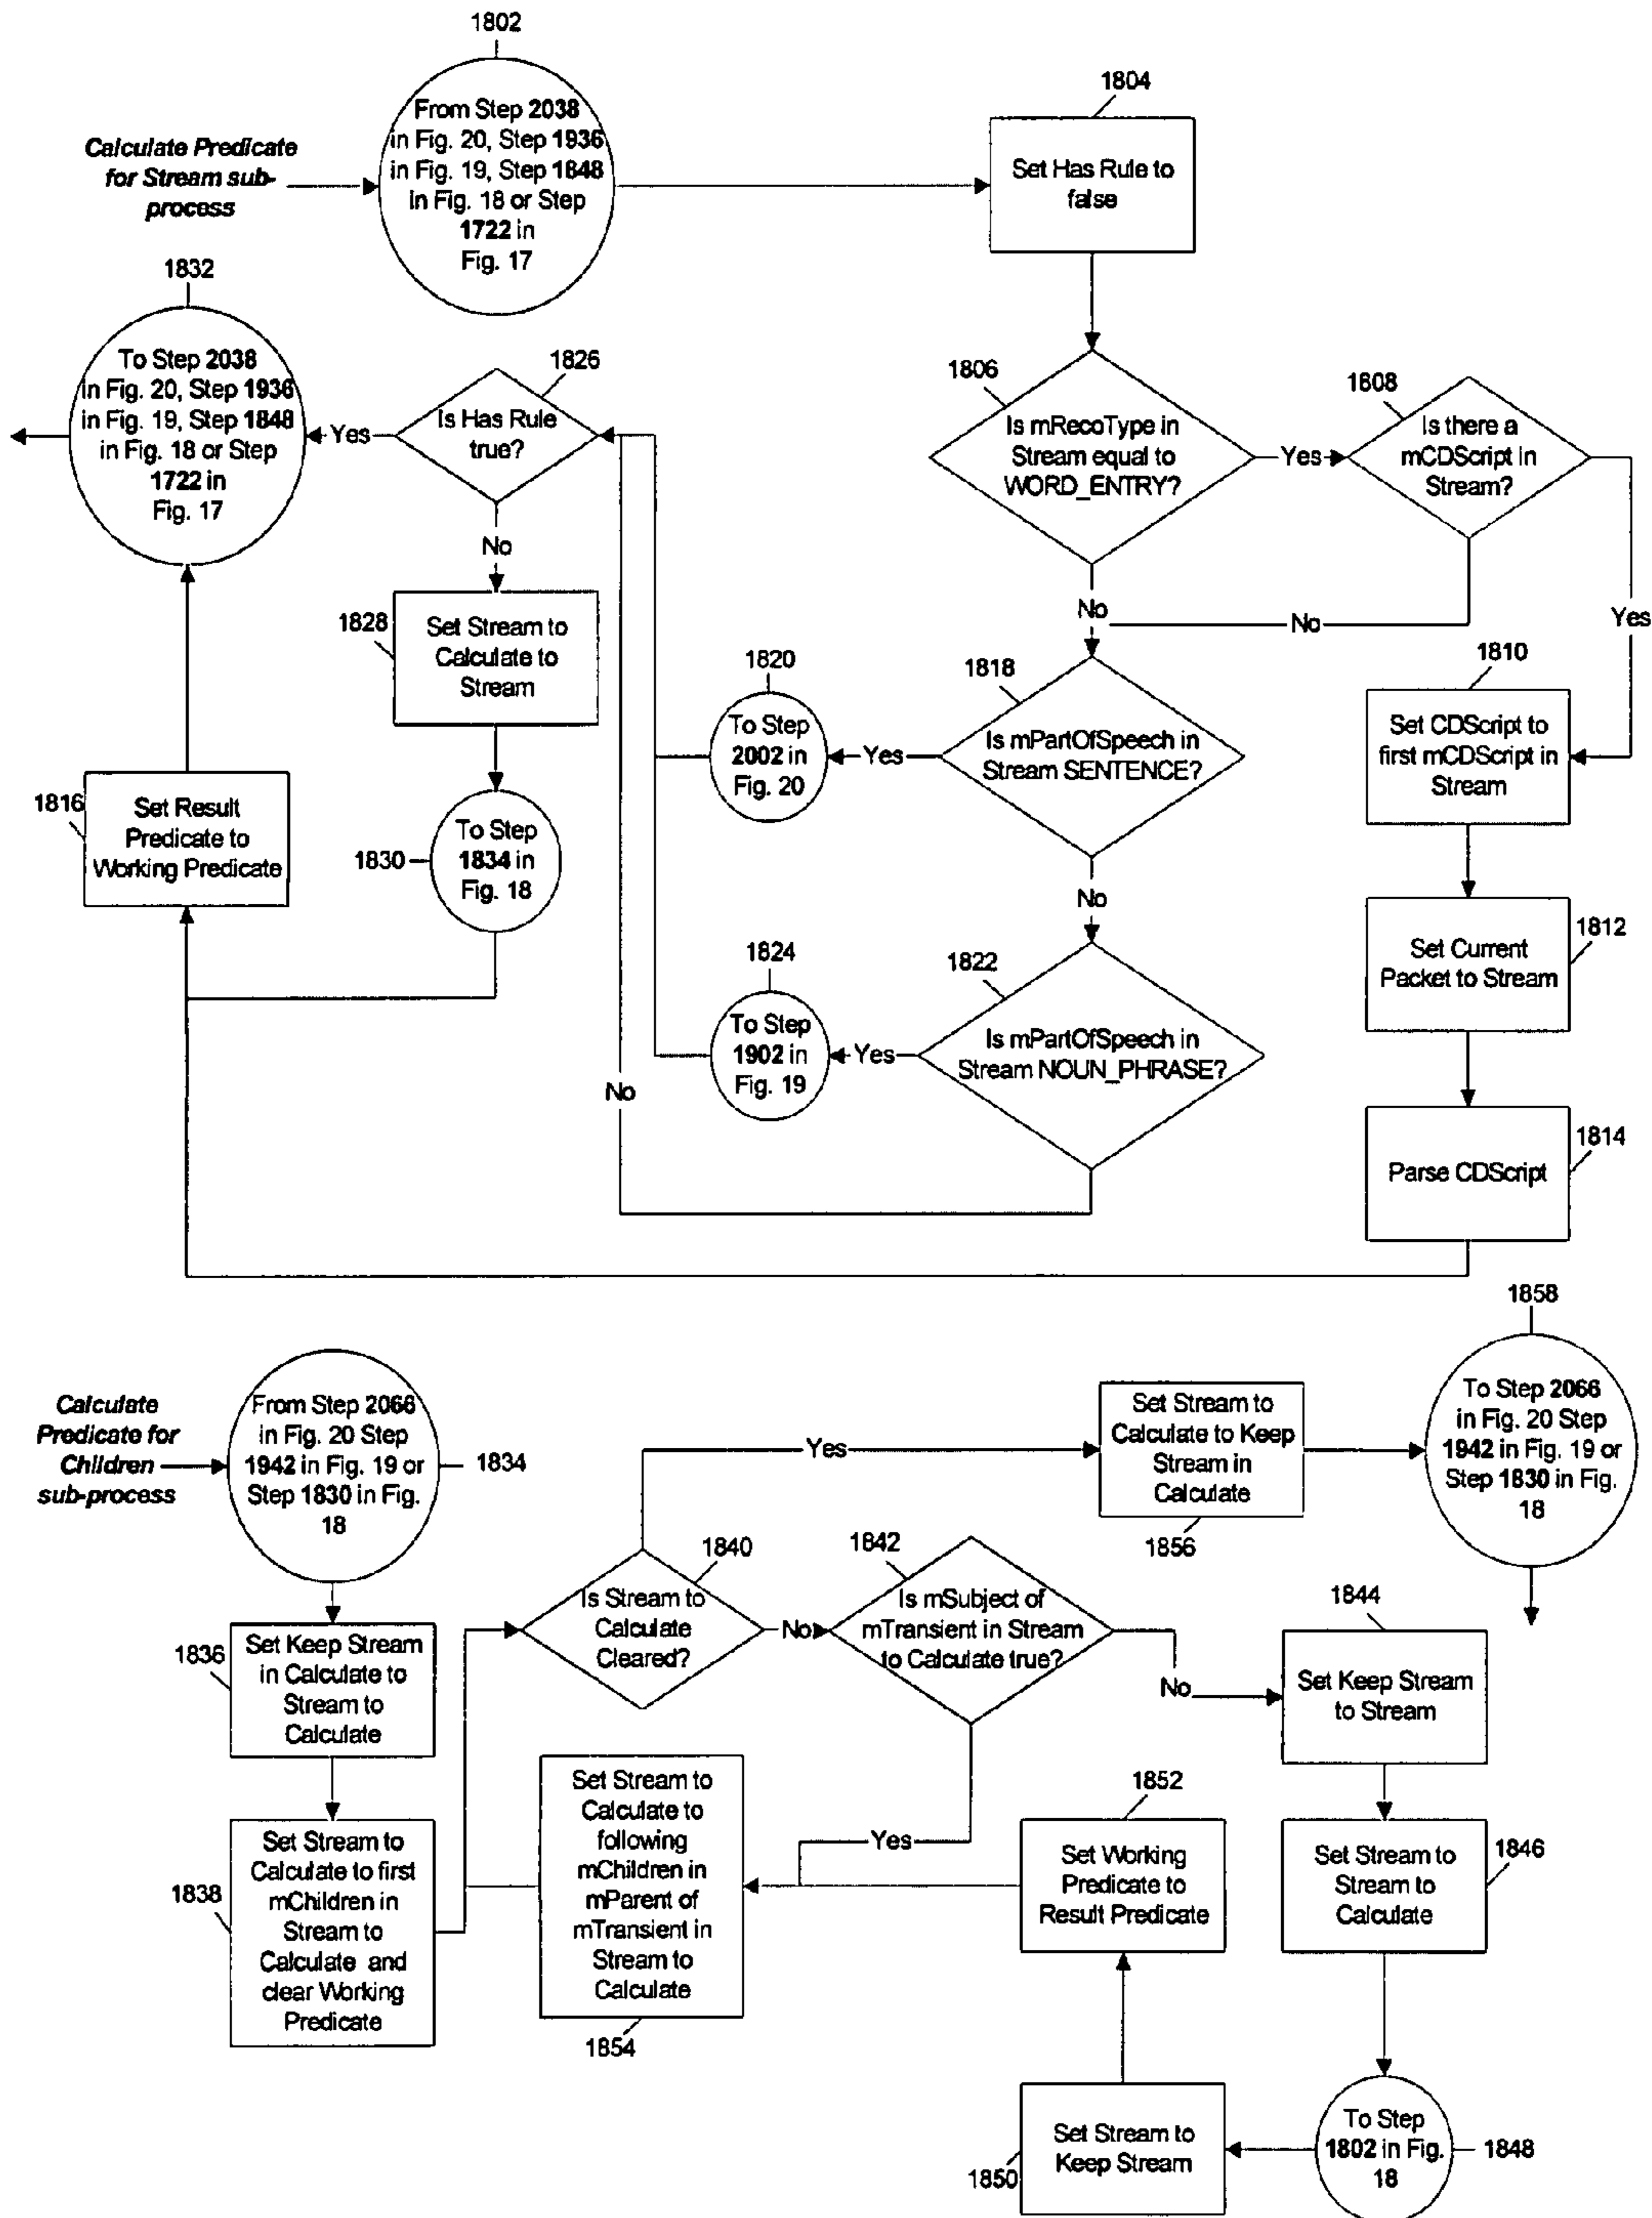 1802
Calculate Predicate
for Stream sub-
process
From Step 2038
in Fig. 20, Step 1936
in Fig. 19, Step 1848
in Fig. 18 or Step
1722 in
Fig. 17
1804
Set Has Rule to
false
1832
To Step 2038
in Fig. 20, Step 1936
in Fig. 19, Step 1848
in Fig. 18 or Step
1722 in
Fig. 17
Yes
1826
Is Has Rule
true?
No
1806
Is mRecoType in
Stream equal to
WORD_ENTRY?
Yes
No
1808
Is there a
mCDScript in
Stream?
No
Yes
1828
Set Stream to
Calculate to
Stream
1820
To Step
2002 in
Fig. 20
Yes
1818
Is mPartOfSpeech in
Stream SENTENCE?
No
1810
Set CDScript to
first mCDScript in
Stream
1816
Set Result
Predicate to
Working Predicate
1830
To Step
1834 in
Fig. 18
1812
Set Current
Packet to Stream
1824
To Step
1902 in
Fig. 19
Yes
1822
Is mPartOfSpeech in
Stream NOUN_PHRASE?
No
1814
Parse CDScript
1858
To Step 2066
in Fig. 20 Step
1942 in Fig. 19 or
Step 1830 in Fig.
18
Calculate
Predicate for
Children
sub-process
From Step 2066
in Fig. 20 Step
1942 in Fig. 19 or
Step 1830 in Fig.
18
1834
Yes
Set Stream to
Calculate to Keep
Stream in
Calculate
1856
1836
Set Keep Stream
in Calculate to
Stream to
Calculate
1840
Is Stream to
Calculate
Cleared?
No
1842
Is mSubject of
mTransient in Stream
to Calculate true?
No
Yes
1844
Set Keep Stream
to Stream
1838
Set Stream to
Calculate to first
mChildren in
Stream to
Calculate and
clear Working
Predicate
Set Stream to
Calculate to
following
mChildren in
mParent of
mTransient in
Stream to
Calculate
1854
1852
Set Working
Predicate to
Result Predicate
1846
Set Stream to
Stream to
Calculate
1850
Set Stream to
Keep Stream
To Step
1802 in Fig.
18
1848